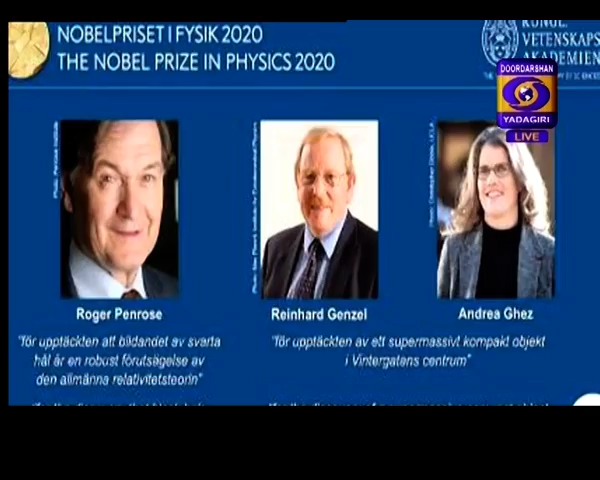 NOBELPRISET I FYSIK 2020
THE NOBEL PRIZE IN PHYSICS 2020
KUNGL.
VETENSKAPS
AKADEMIEN
DOORDARSHAN
YADAGIRI
LIVE
Roger Penrose
Reinhard Genzel
Andrea Ghez
"för upptäckten att bildandet av svarta
hål är en robust förutsägelse av
den allmänna relativitetsteorin"
"för upptäckten av ett supermassivt kompakt objekt
i Vintergatans centrum"